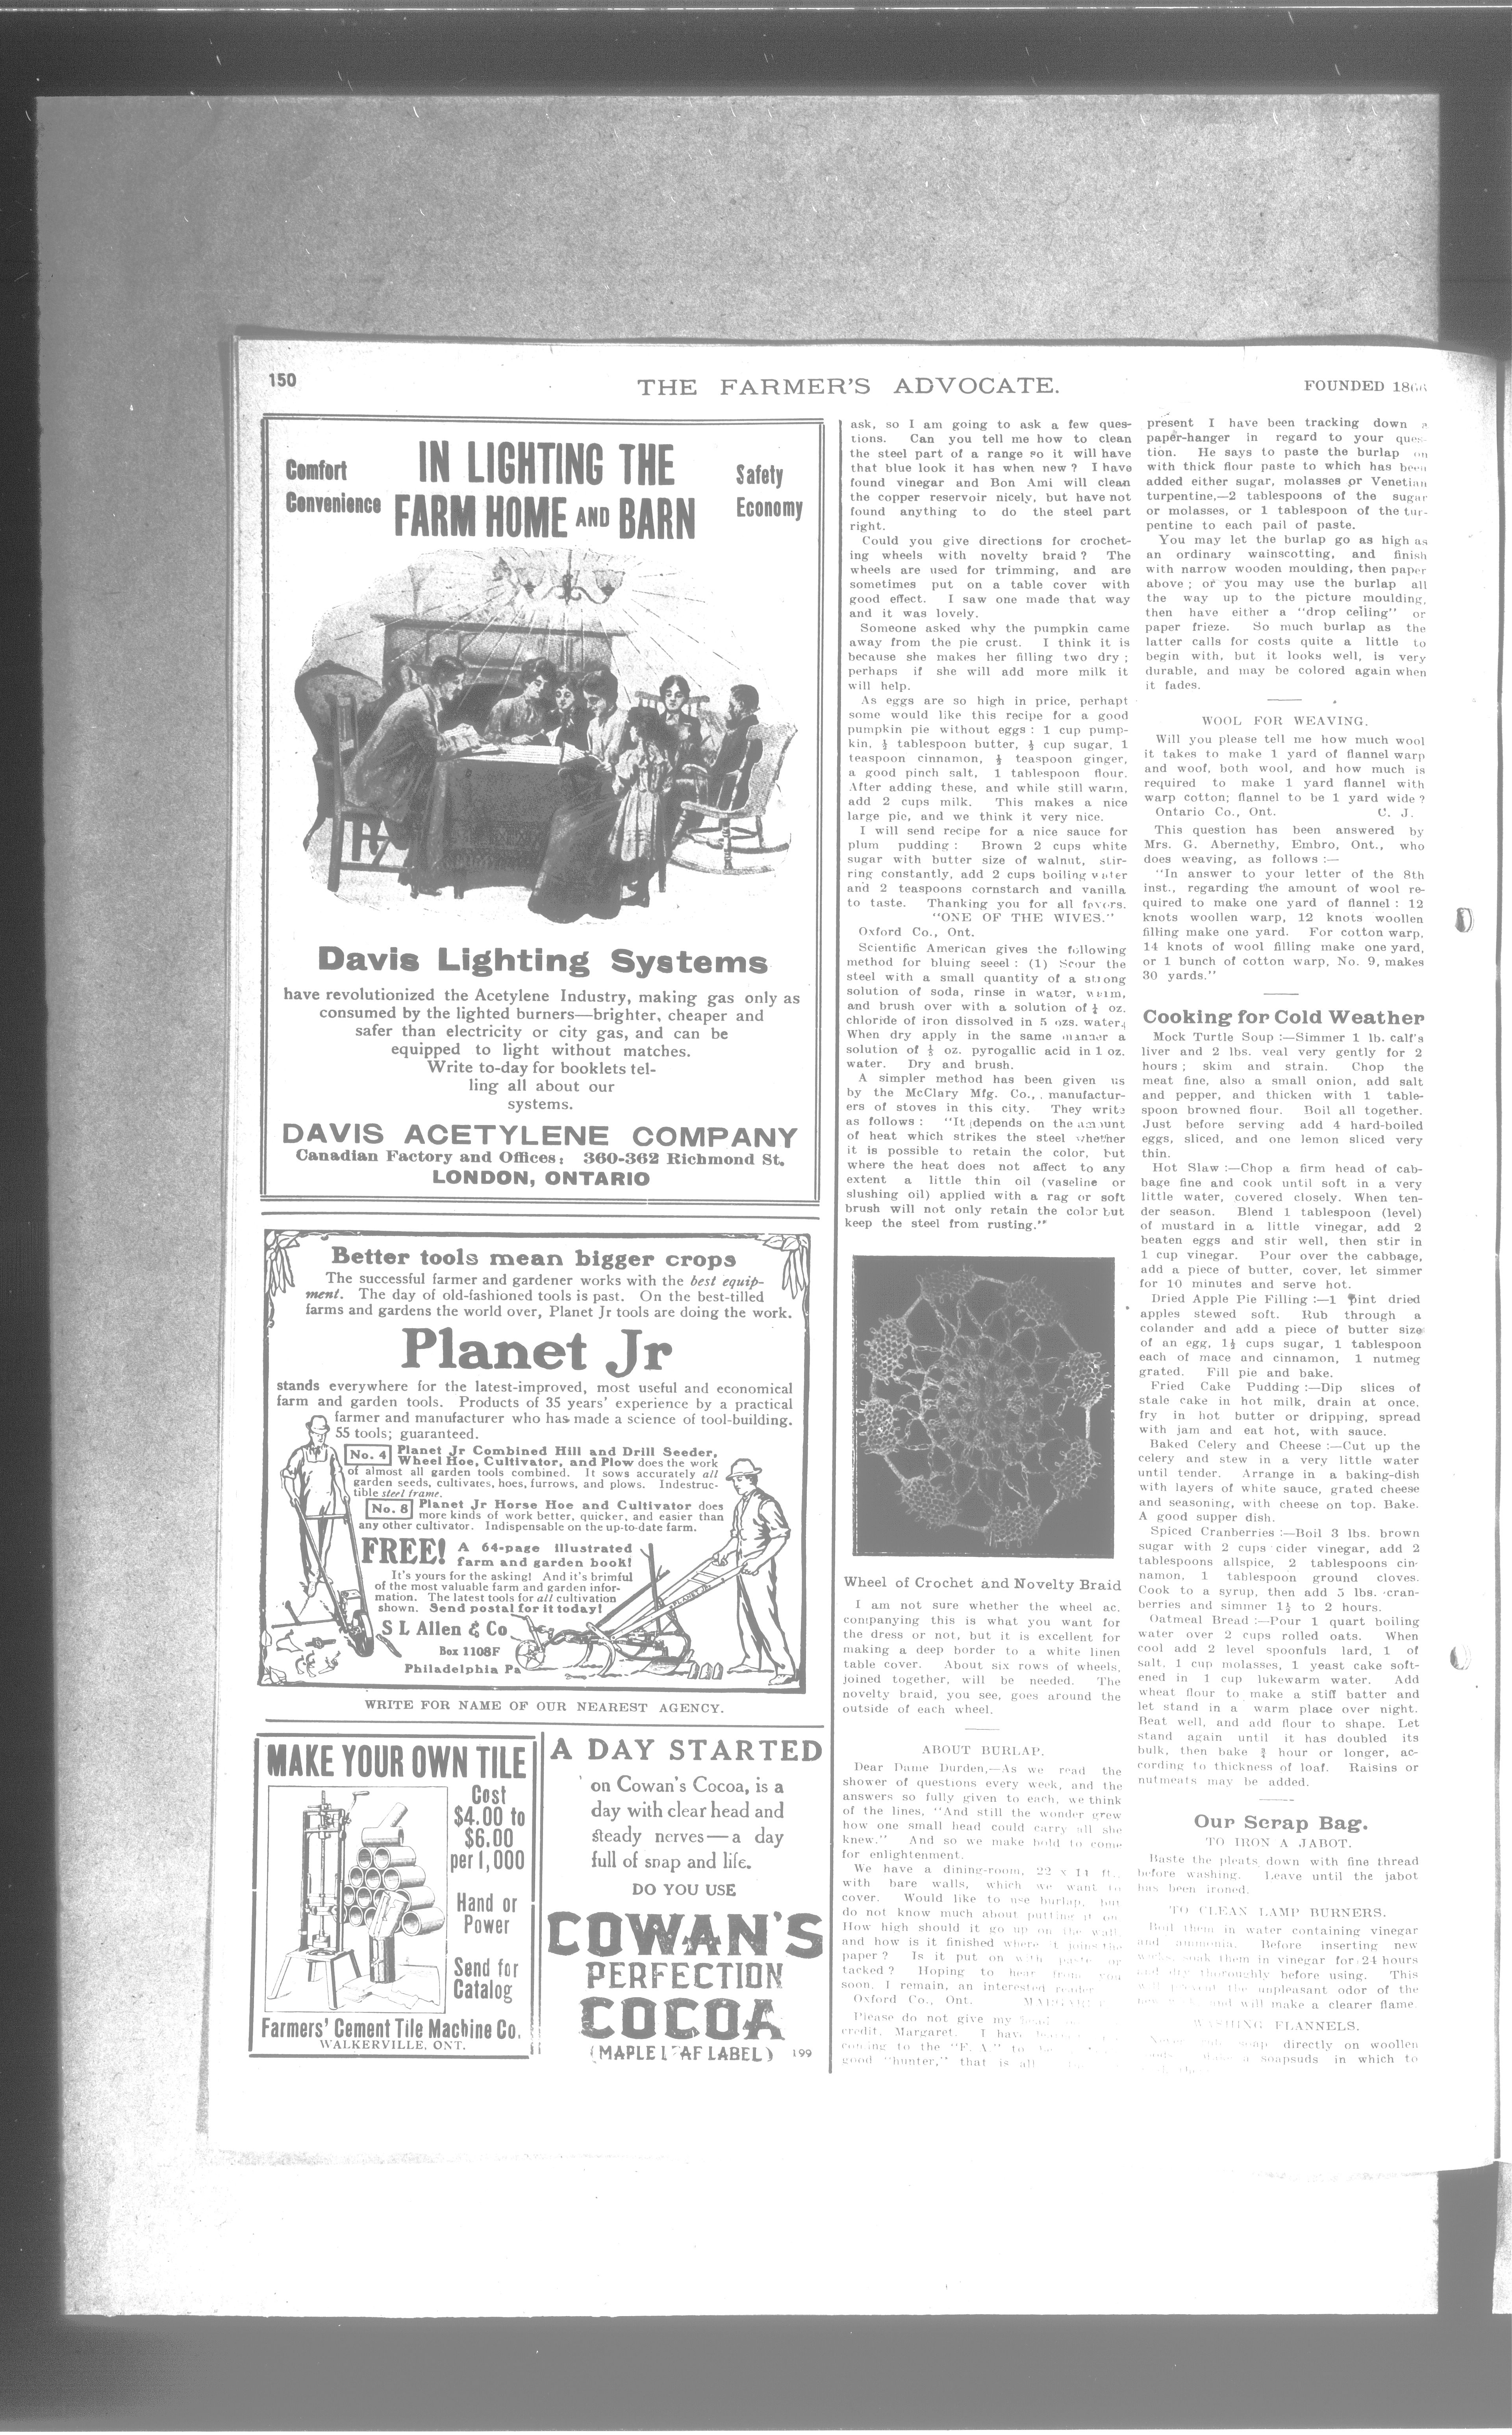 150
THE FARMER'S ADVOCATE.
FOUNDED 1866
Comfort
Convenience
IN LIGHTING THE
FARM HOME AND BARN
Safety
Economy
Davis Lighting Systems
have revolutionized the Acetylene Industry, making gas only as
consumed by the lighted burners—brighter, cheaper and
safer than electricity or city gas, and can be
equipped to light without matches.
Write to-day for booklets tel-
ling all about our
systems.
DAVIS ACETYLENE COMPANY
Canadian Factory and Offices: 360-362 Richmond St.
LONDON, ONTARIO
Better tools mean bigger crops
The successful farmer and gardener works with the best equip-
ment. The day of old-fashioned tools is past. On the best-tilled
farms and gardens the world over, Planet Jr tools are doing the work.
Planet Jr
stands everywhere for the latest-improved, most useful and economical
farm and garden tools. Products of 35 years' experience by a practical
farmer and manufacturer who has made a science of tool-building.
55 tools; guaranteed.
No. 4 Planet Jr Combined Hill and Drill Seeder,
Wheel Hoe, Cultivator, and Plow does the work
of almost all garden tools combined. It sows accurately all
garden seeds, cultivates, hoes, furrows, and plows. Indestruc-
tible steel frame.
No. 8 Planet Jr Horse Hoe and Cultivator does
more kinds of work better, quicker, and easier than
any other cultivator. Indispensable on the up-to-date farm.
FREE! A 64-page illustrated
farm and garden book!
It's yours for the asking! And it's brimful
of the most valuable farm and garden infor-
mation. The latest tools for all cultivation
shown. Send postal for it today!
S L Allen & Co
Box 1108F
Philadelphia Pa
WRITE FOR NAME OF OUR NEAREST AGENCY.
MAKE YOUR OWN TILE
Cost
$4.00 to
$6.00
per 1,000
Hand or
Power
Send for
Catalog
Farmers' Cement Tile Machine Co.
WALKERVILLE, ONT.
A DAY STARTED
on Cowan's Cocoa, is a
day with clear head and
steady nerves—a day
full of snap and life.
DO YOU USE
COWAN'S
PERFECTION
COCOA
(MAPLE LEAF LABEL) 199
ask, so I am going to ask a few ques-
tions. Can you tell me how to clean
the steel part of a range so it will have
that blue look it has when new? I have
found vinegar and Bon Ami will clean
the copper reservoir nicely, but have not
found anything to do the steel part
right.
Could you give directions for crochet-
ing wheels with novelty braid? The
wheels are used for trimming, and are
sometimes put on a table cover with
good effect. I saw one made that way
and it was lovely.
Someone asked why the pumpkin came
away from the pie crust. I think it is
because she makes her filling two dry;
perhaps if she will add more milk it
will help.
As eggs are so high in price, perhapt
some would like this recipe for a good
pumpkin pie without eggs: 1 cup pump-
kin, ½ tablespoon butter, ½ cup sugar, 1
teaspoon cinnamon, ½ teaspoon ginger,
a good pinch salt, 1 tablespoon flour.
After adding these, and while still warm,
add 2 cups milk. This makes a nice
large pie, and we think it very nice.
I will send recipe for a nice sauce for
plum pudding: Brown 2 cups white
sugar with butter size of walnut, stir-
ring constantly, add 2 cups boiling water
and 2 teaspoons cornstarch and vanilla
to taste. Thanking you for all favors.
"ONE OF THE WIVES."
Oxford Co., Ont.
Scientific American gives the following
method for bluing seeel: (1) Scour the
steel with a small quantity of a strong
solution of soda, rinse in water, warm,
and brush over with a solution of ¼ oz.
chloride of iron dissolved in 5 ozs. water.
When dry apply in the same manner a
solution of ⅓ oz. pyrogallic acid in 1 oz.
water. Dry and brush.
A simpler method has been given us
by the McClary Mfg. Co., manufactur-
ers of stoves in this city. They write
as follows: "It depends on the amount
of heat which strikes the steel whether
it is possible to retain the color, but
where the heat does not affect to any
extent a little thin oil (vaseline or
slushing oil) applied with a rag or soft
brush will not only retain the color but
keep the steel from rusting."
Wheel of Crochet and Novelty Braid
I am not sure whether the wheel ac.
companying this is what you want for
the dress or not, but it is excellent for
making a deep border to a white linen
table cover. About six rows of wheels,
joined together, will be needed. The
novelty braid, you see, goes around the
outside of each wheel.
ABOUT BURLAP.
Dear Dame Durden,—As we read the
shower of questions every week, and the
answers so fully given to each, we think
of the lines, "And still the wonder grew
how one small head could carry all she
knew." And so we make bold to come
for enlightenment.
We have a dining-room, 22 x 14 ft.,
with bare walls, which we want to
cover. Would like to use burlap, but
do not know much about putting it on
How high should it go up on the wall
and how is it finished where it joins the
paper? Is it put on with paste or
tacked? Hoping to hear from you
soon, I remain, an interested reader
Oxford Co., Ont. MARGARET
Please do not give my head
credit, Margaret. I have
coming to the "F. A." to be
good "hunter," that is all
present I have been tracking down a
paper-hanger in regard to your ques-
tion. He says to paste the burlap on
with thick flour paste to which has been
added either sugar, molasses or Venetian
turpentine,—2 tablespoons of the sugar
or molasses, or 1 tablespoon of the tur-
pentine to each pail of paste.
You may let the burlap go as high as
an ordinary wainscotting, and finish
with narrow wooden moulding, then paper
above; or you may use the burlap all
the way up to the picture moulding,
then have either a "drop ceiling" or
paper frieze. So much burlap as the
latter calls for costs quite a little to
begin with, but it looks well, is very
durable, and may be colored again when
it fades.
WOOL FOR WEAVING.
Will you please tell me how much wool
it takes to make 1 yard of flannel warp
and woof, both wool, and how much is
required to make 1 yard flannel with
warp cotton; flannel to be 1 yard wide?
Ontario Co., Ont. C. J.
This question has been answered by
Mrs. G. Abernethy, Embro, Ont., who
does weaving, as follows:—
"In answer to your letter of the 8th
inst., regarding the amount of wool re-
quired to make one yard of flannel: 12
knots woollen warp, 12 knots woollen
filling make one yard. For cotton warp,
14 knots of wool filling make one yard,
or 1 bunch of cotton warp, No. 9, makes
30 yards."
Cooking for Cold Weather
Mock Turtle Soup:—Simmer 1 lb. calf's
liver and 2 lbs. veal very gently for 2
hours; skim and strain. Chop the
meat fine, also a small onion, add salt
and pepper, and thicken with 1 table-
spoon browned flour. Boil all together.
Just before serving add 4 hard-boiled
eggs, sliced, and one lemon sliced very
thin.
Hot Slaw:—Chop a firm head of cab-
bage fine and cook until soft in a very
little water, covered closely. When ten-
der season. Blend 1 tablespoon (level)
of mustard in a little vinegar, add 2
beaten eggs and stir well, then stir in
1 cup vinegar. Pour over the cabbage,
add a piece of butter, cover, let simmer
for 10 minutes and serve hot.
Dried Apple Pie Filling:—1 pint dried
apples stewed soft. Rub through a
colander and add a piece of butter size
of an egg, 1½ cups sugar, 1 tablespoon
each of mace and cinnamon, 1 nutmeg
grated. Fill pie and bake.
Fried Cake Pudding:—Dip slices of
stale cake in hot milk, drain at once.
fry in hot butter or dripping, spread
with jam and eat hot, with sauce.
Baked Celery and Cheese:—Cut up the
celery and stew in a very little water
until tender. Arrange in a baking-dish
with layers of white sauce, grated cheese
and seasoning, with cheese on top. Bake.
A good supper dish.
Spiced Cranberries:—Boil 3 lbs. brown
sugar with 2 cups cider vinegar, add 2
tablespoons allspice, 2 tablespoons cin-
namon, 1 tablespoon ground cloves.
Cook to a syrup, then add 5 lbs. cran-
berries and simmer 1½ to 2 hours.
Oatmeal Bread:—Pour 1 quart boiling
water over 2 cups rolled oats. When
cool add 2 level spoonfuls lard, 1 of
salt, 1 cup molasses, 1 yeast cake soft-
ened in 1 cup lukewarm water. Add
wheat flour to make a stiff batter and
let stand in a warm place over night.
Beat well, and add flour to shape. Let
stand again until it has doubled its
bulk, then bake ¾ hour or longer, ac-
cording to thickness of loaf. Raisins or
nutmeats may be added.
Our Scrap Bag.
TO IRON A JABOT.
Baste the pleats down with fine thread
before washing. Leave until the jabot
has been ironed.
TO CLEAN LAMP BURNERS.
Boil them in water containing vinegar
and ammonia. Before inserting new
wicks, soak them in vinegar for 24 hours
and dry thoroughly before using. This
the unpleasant odor of the
and will make a clearer flame.
WASHING FLANNELS.
soap directly on woollen
a soapsuds in which to